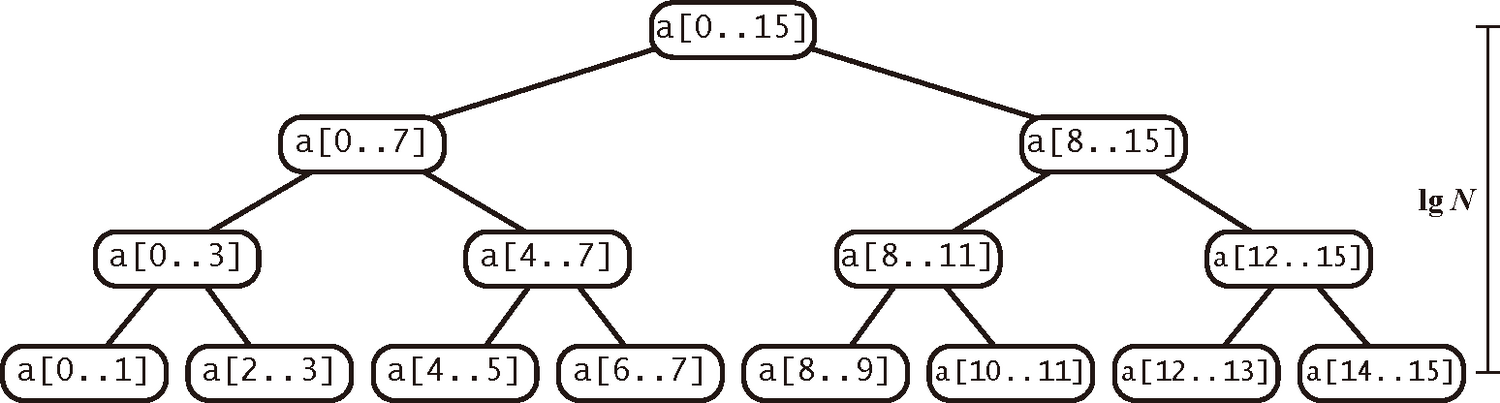 a[0..15]
a[0..7]
a[8..15]
lg N
a[0..3]
a[4..7]
a[8..11]
a[12..15]
a[0..1]
a[2..3]
a[4..5]
a[6..7]
a[8..9]
a[10..11]
a[12..13]
a[14..15]